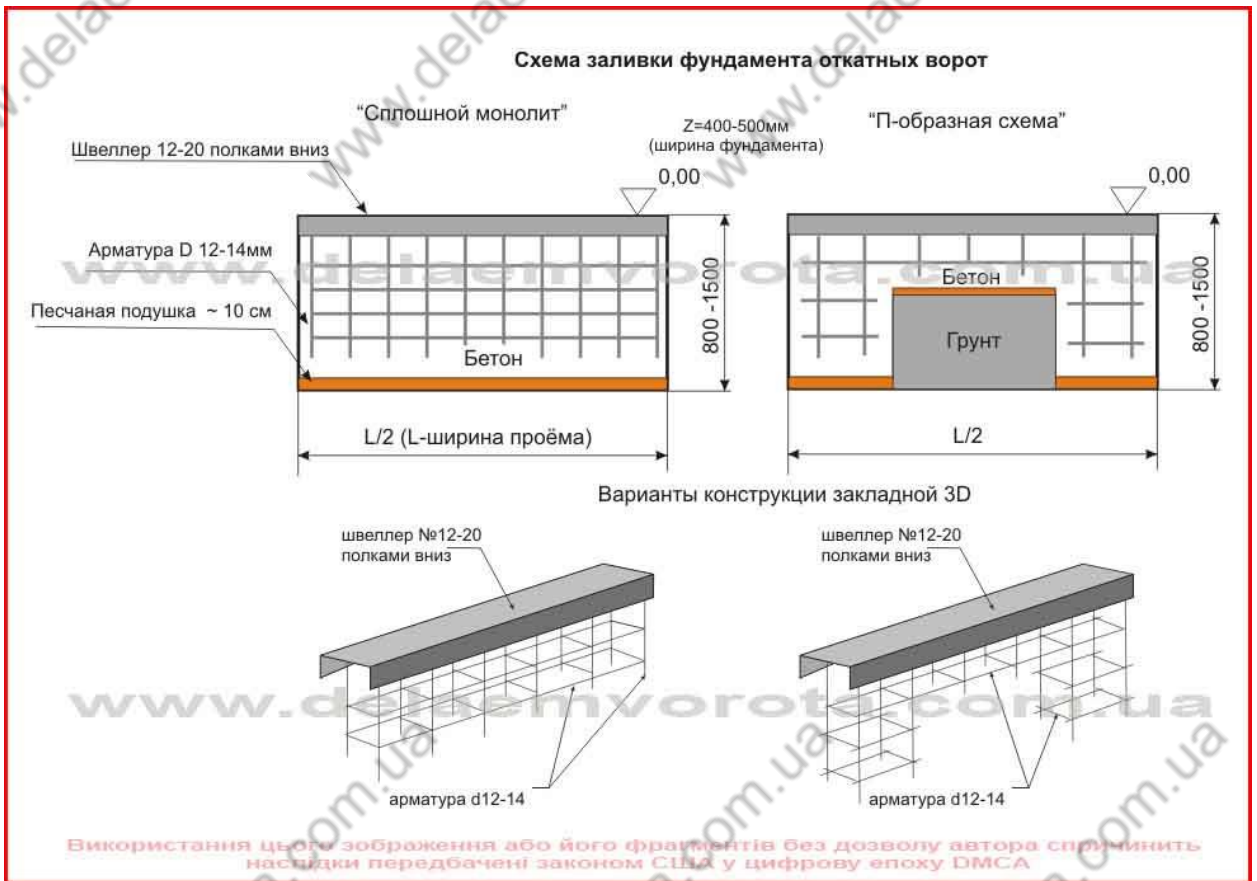 Схема заливки фундамента откатных ворот
“Сплошной монолит”
Z=400-500мм
(ширина фундамента)
“П-образная схема”
Швеллер 12-20 полками вниз
0,00
0,00
Арматура D 12-14мм
www.delaemvorota.com.ua
Песчаная подушка ~ 10 см
Бетон
800 -1500
Бетон
Грунт
800 -1500
L/2 (L-ширина проёма)
L/2
Варианты конструкции закладной 3D
швеллер №12-20
полками вниз
швеллер №12-20
полками вниз
www.delaemvorota.com.ua
арматура d12-14
арматура d12-14
Використання цього зображення або його фрагментів без дозволу автора спричинить
наслідки передбачені законом США у цифрову епоху DMCA